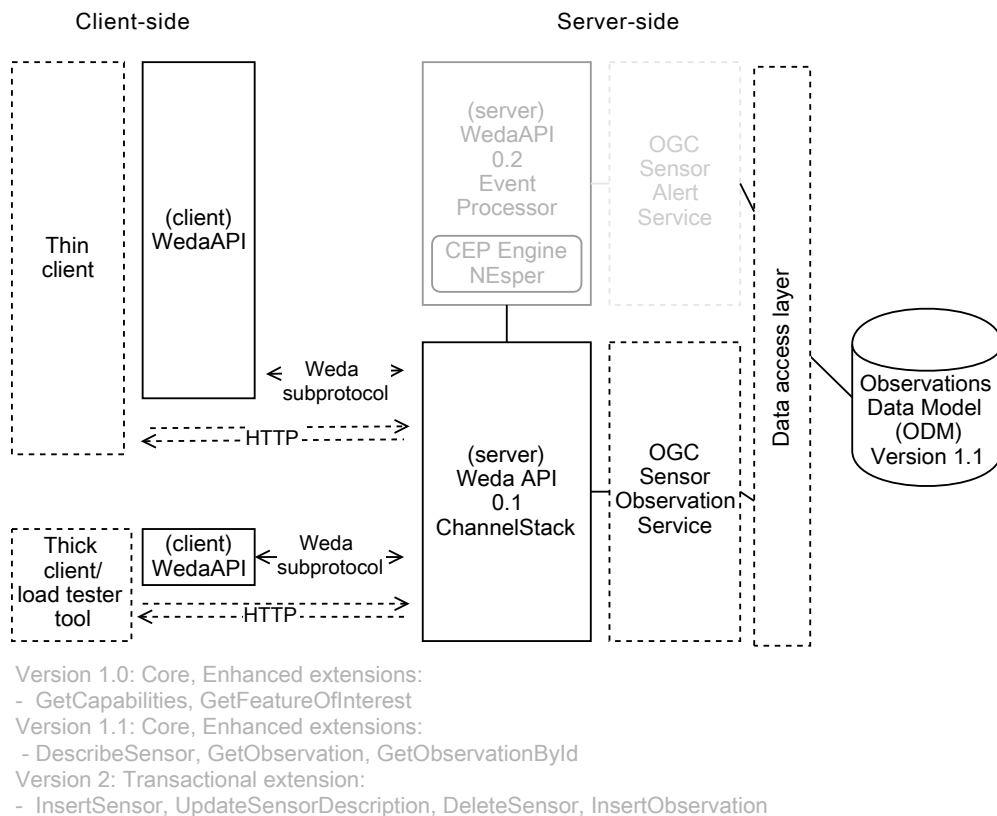 Client-side
Server-side
Thin
client
(client)
WedaAPI
(server)
WedaAPI
0.2
Event
Processor
CEP Engine
NEsper
OGC
Sensor
Alert
Service
Data access layer
Observations
Data Model
(ODM)
Version 1.1
Weda
subprotocol
HTTP
(server)
Weda API
0.1
ChannelStack
OGC
Sensor
Observation
Service
Thick
client/
load tester
tool
(client)
WedaAPI
Weda
subprotocol
HTTP
Version 1.0: Core, Enhanced extensions:
- GetCapabilities, GetFeatureOfInterest
Version 1.1: Core, Enhanced extensions:
- DescribeSensor, GetObservation, GetObservationById
Version 2: Transactional extension:
- InsertSensor, UpdateSensorDescription, DeleteSensor, InsertObservation